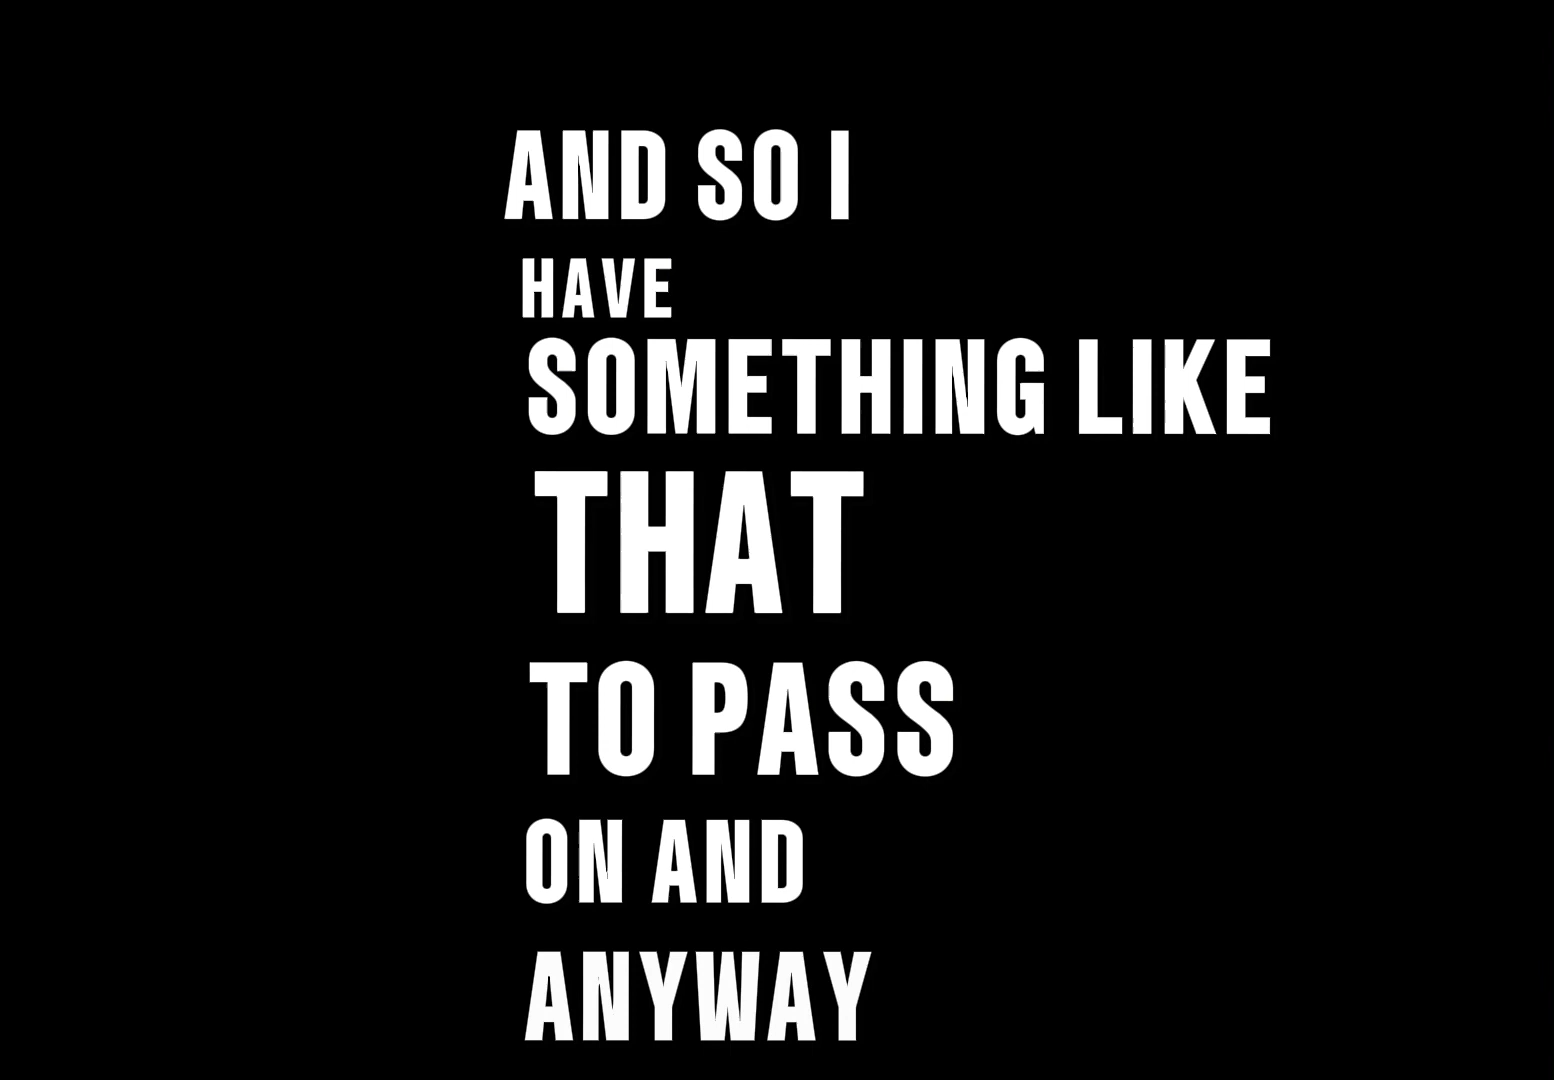 AND SO I
HAVE
SOMETHING LIKE
THAT
TO PASS
ON AND
ANYWAY